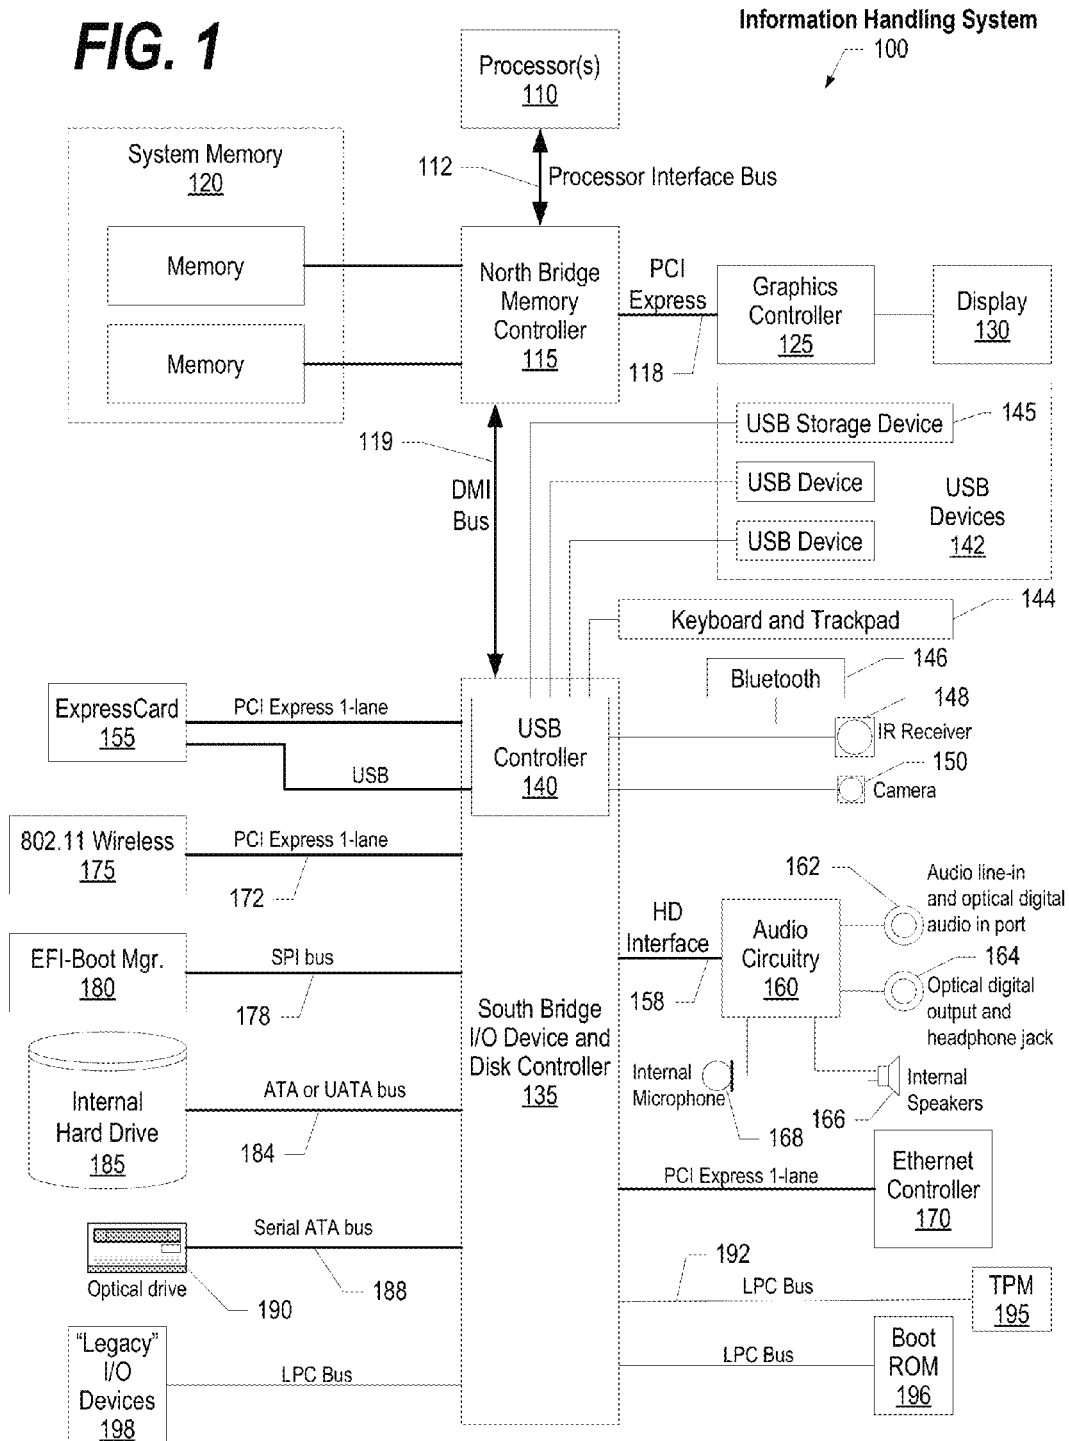 FIG. 1
Information Handling System
100
Processor(s)
110
112
Processor Interface Bus
System Memory
120
Memory
Memory
North Bridge
Memory
Controller
115
PCI
Express
118
Graphics
Controller
125
Display
130
119
DMI
Bus
USB Storage Device
145
USB Device
USB Device
USB
Devices
142
Keyboard and Trackpad
144
Bluetooth
146
148
IR Receiver
150
Camera
ExpressCard
155
PCI Express 1-lane
USB
USB
Controller
140
802.11 Wireless
175
PCI Express 1-lane
172
EFI-Boot Mgr.
180
SPI bus
178
South Bridge
I/O Device and
Disk Controller
135
HD
Interface
158
Audio
Circuitry
160
162
Audio line-in
and optical digital
audio in port
164
Optical digital
output and
headphone jack
Internal
Microphone
168
166
Internal
Speakers
Internal
Hard Drive
185
ATA or UATA bus
184
PCI Express 1-lane
Ethernet
Controller
170
Optical drive
190
Serial ATA bus
188
192
LPC Bus
TPM
195
"Legacy"
I/O
Devices
198
LPC Bus
LPC Bus
Boot
ROM
196